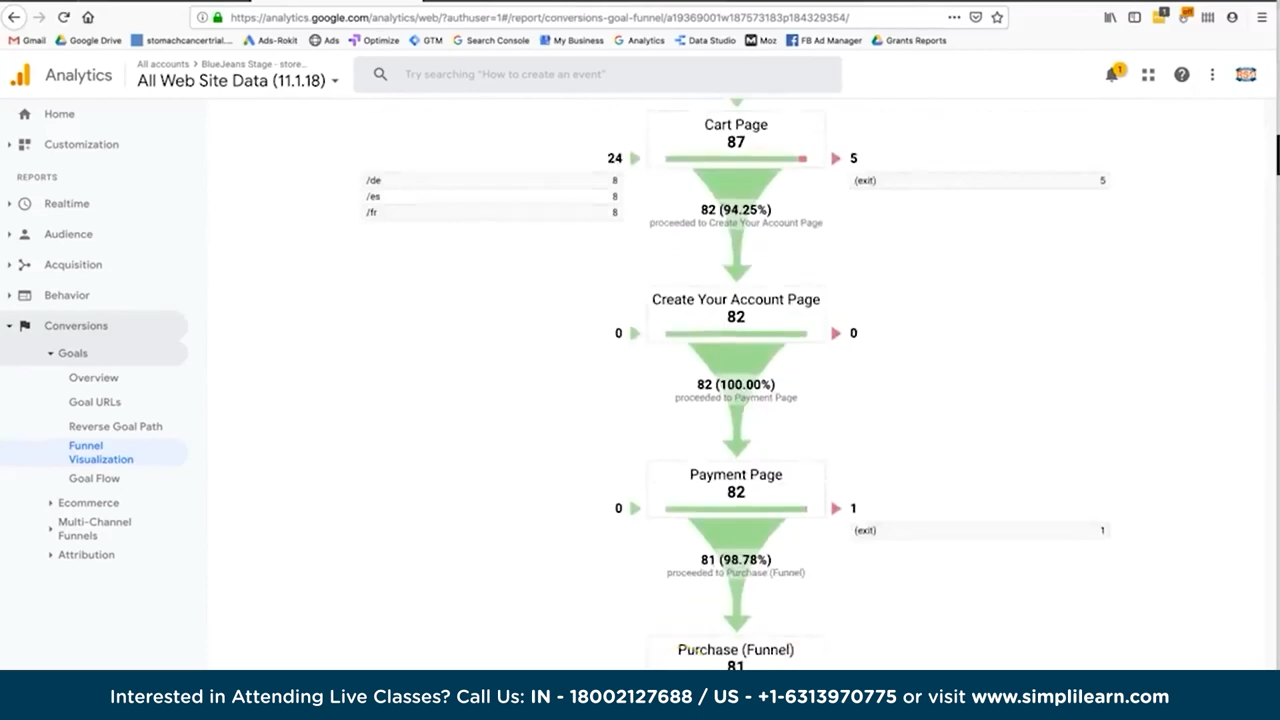 https://analytics.google.com/analytics/web/?authuser=1#/report/conversions-goal-funnel/a19369001w187573183p184329354/
1
Gmail Google Drive stomachcancertrial.... Ads-Rokit Ads Optimize GTM Search Console My Business Analytics Data Studio Moz FB Ad Manager Grants Reports
Analytics
All accounts > BlueJeans Stage - store...
All Web Site Data (11.1.18)
Try searching "How to create an event"
1
Home
Customization
REPORTS
Realtime
Audience
Acquisition
Behavior
Conversions
Goals
Overview
Goal URLs
Reverse Goal Path
Funnel
Visualization
Goal Flow
Ecommerce
Multi-Channel
Funnels
Attribution
Cart Page
87
24
5
/de 8
/es 8
/fr 8
(exit) 5
82 (94.25%)
proceeded to Create Your Account Page
Create Your Account Page
82
0
0
82 (100.00%)
proceeded to Payment Page
Payment Page
82
0
1
(exit) 1
81 (98.78%)
proceeded to Purchase (Funnel)
Purchase (Funnel)
81
Interested in Attending Live Classes? Call Us: IN - 18002127688 / US - +1-6313970775 or visit www.simplilearn.com